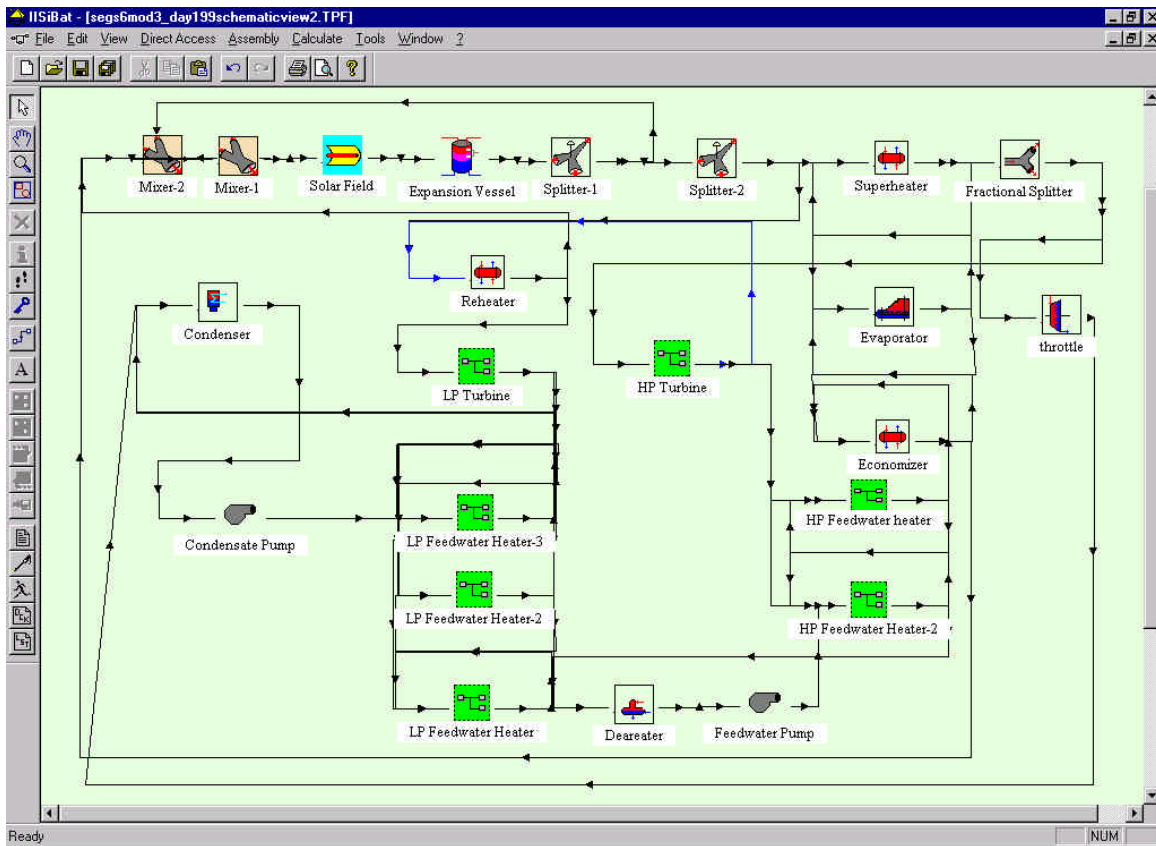 IISiBat - [segs6mod3_day199schematicview2.TPF]
File Edit View Direct Access Assembly Calculate Tools Window ?
Mixer-2
Mixer-1
Solar Field
Expansion Vessel
Splitter-1
Splitter-2
Superheater
Fractional Splitter
Reheater
Condenser
Evaporator
throttle
LP Turbine
HP Turbine
Economizer
HP Feedwater heater
Condensate Pump
LP Feedwater Heater-3
LP Feedwater Heater-2
HP Feedwater Heater-2
LP Feedwater Heater
Deareater
Feedwater Pump
A
Ready
NUM